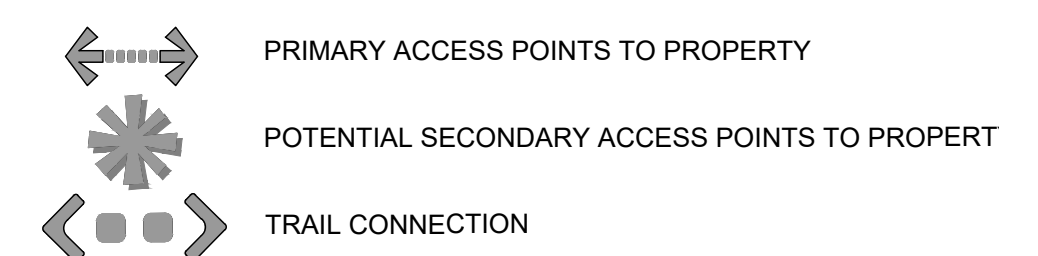 PRIMARY ACCESS POINTS TO PROPERTY
POTENTIAL SECONDARY ACCESS POINTS TO PROPERT
TRAIL CONNECTION